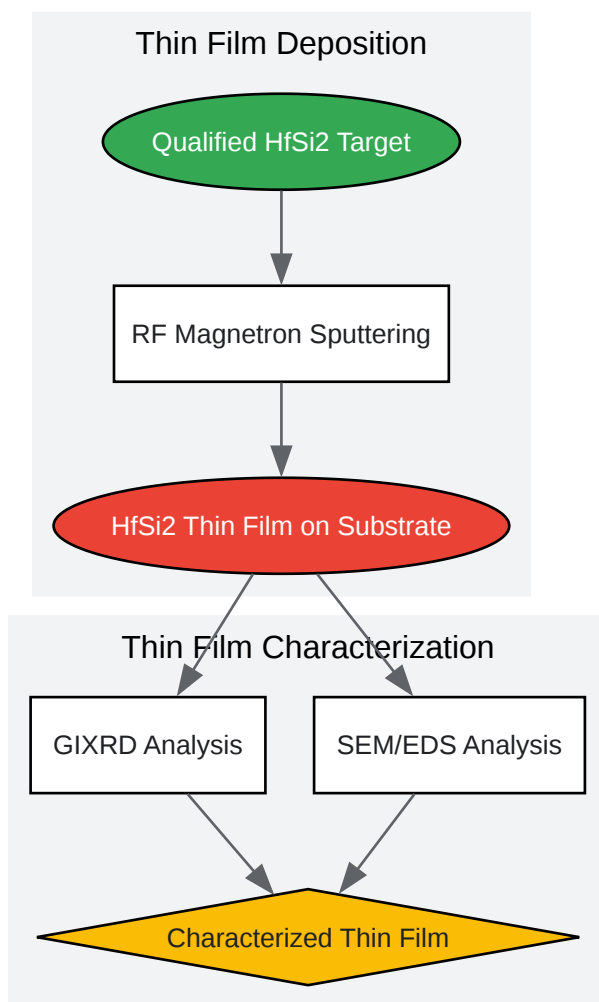 Thin Film Deposition
Qualified HfSi2 Target
RF Magnetron Sputtering
HfSi2 Thin Film on Substrate
Thin Film Characterization
GIXRD Analysis
SEM/EDS Analysis
Characterized Thin Film